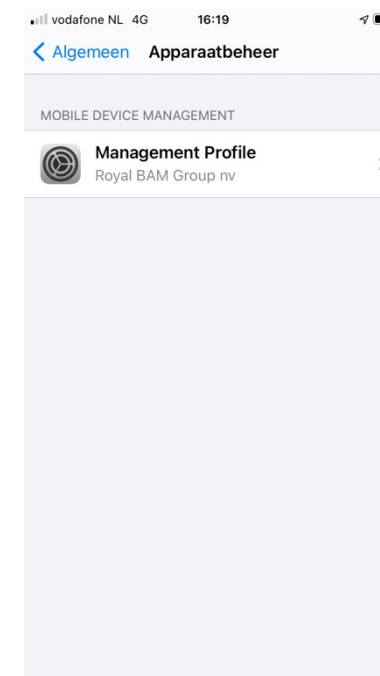 vodafone NL 4G 16:19
Algemeen Apparaatbeheer
MOBILE DEVICE MANAGEMENT
Management Profile
Royal BAM Group nv